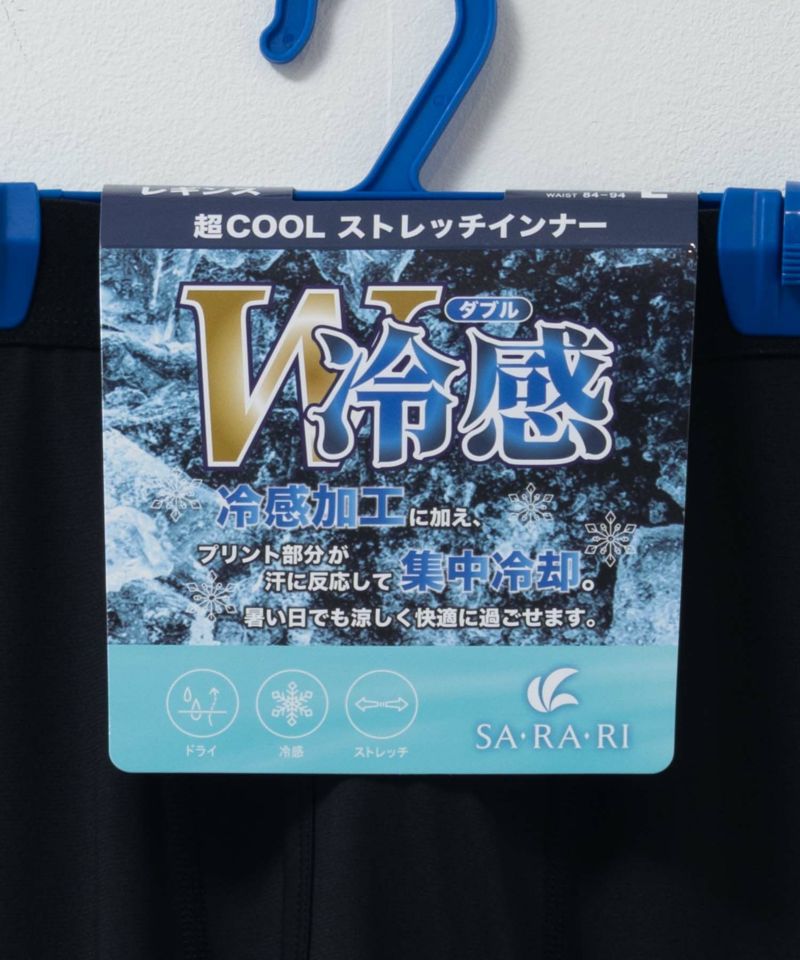 レギンス
WAIST 84-94 L
超COOL ストレッチインナー
W冷感
ダブル
冷感加工に加え、
プリント部分が
汗に反応して 集中冷却。
暑い日でも涼しく快適に過ごせます。
ドライ 冷感 ストレッチ
SA・RA・RI